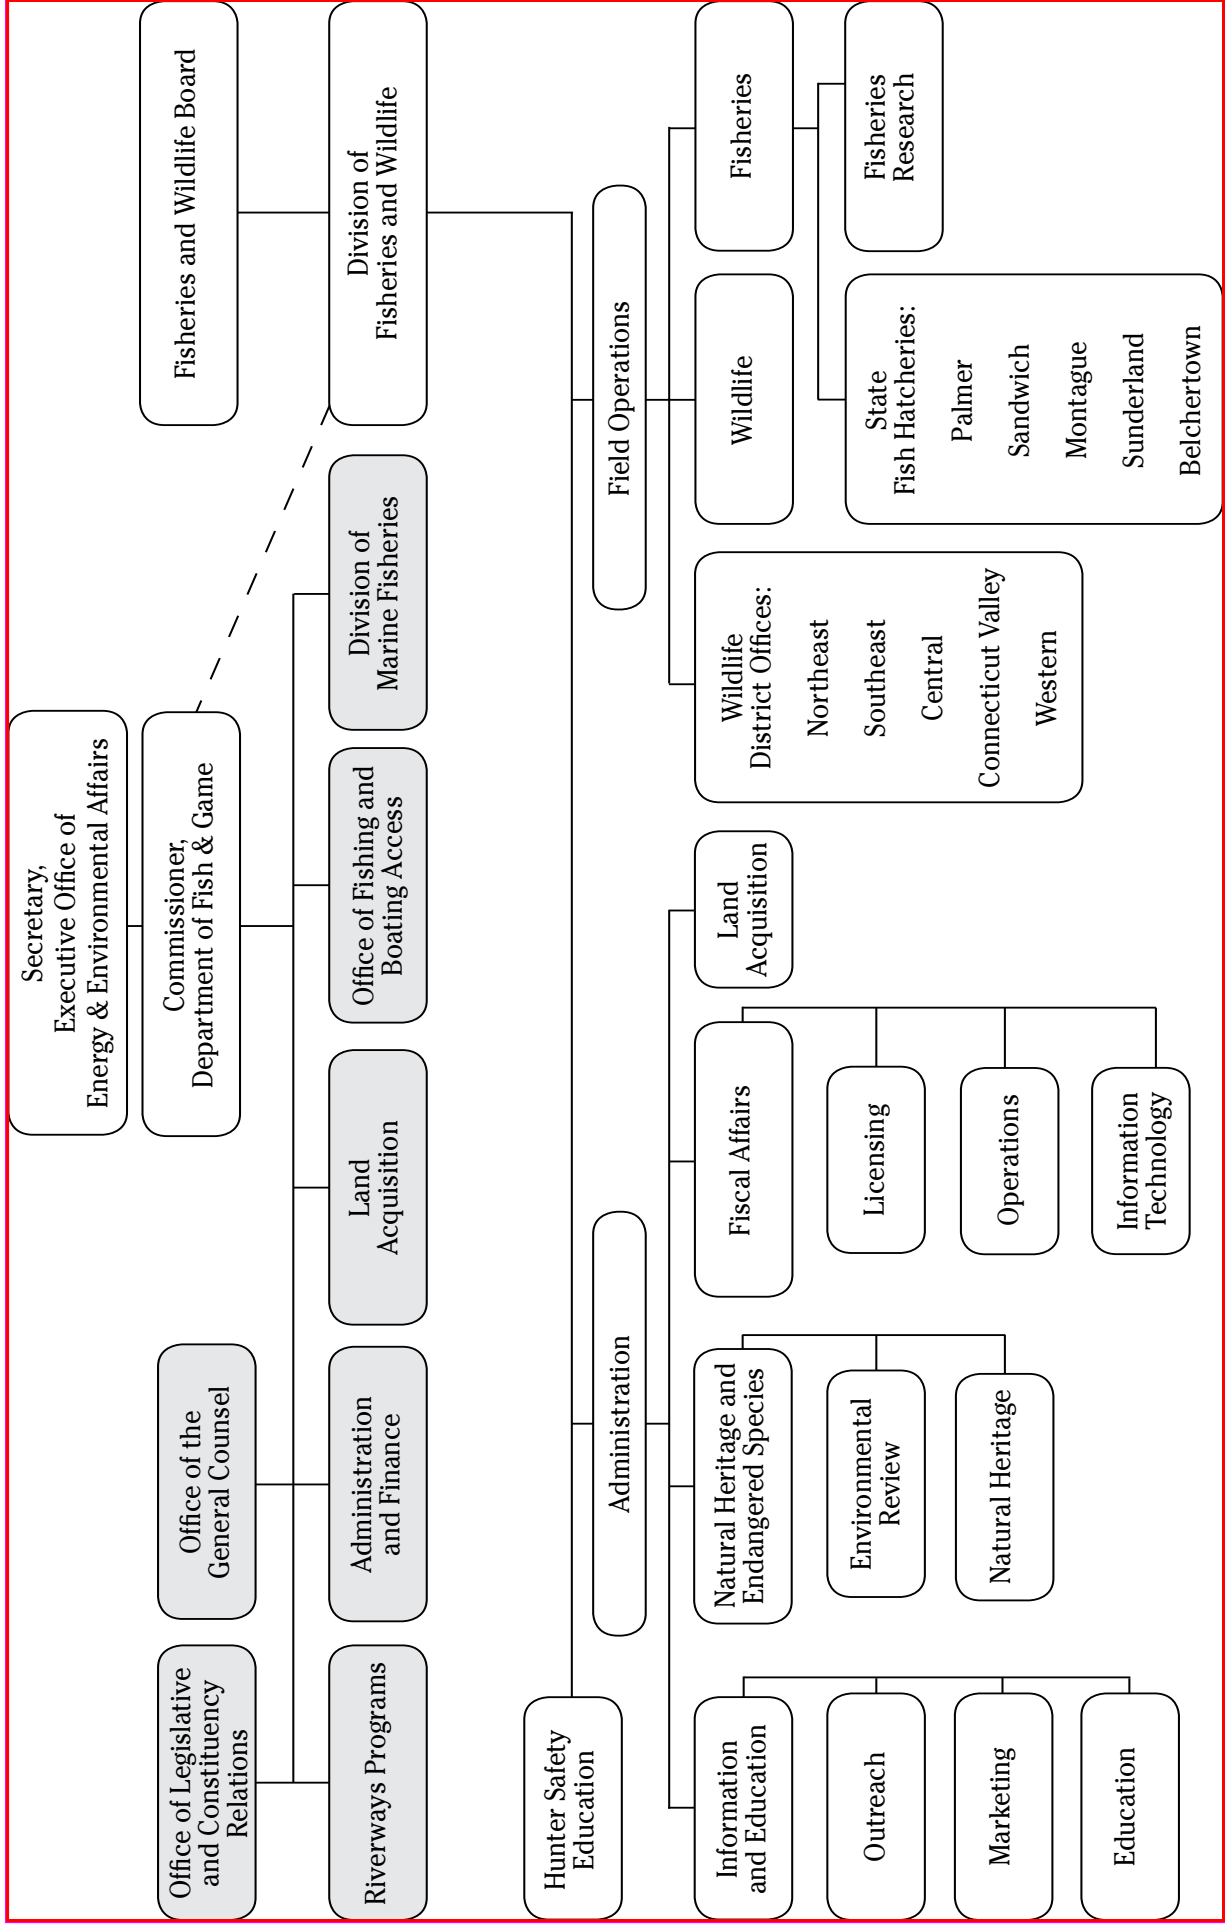 Secretary,
Executive Office of
Energy & Environmental Affairs
Commissioner,
Department of Fish & Game
Fisheries and Wildlife Board
Office of Legislative
and Constituency
Relations
Office of the
General Counsel
Riverways Programs
Administration
and Finance
Land
Acquisition
Office of Fishing and
Boating Access
Division of
Marine Fisheries
Division of
Fisheries and Wildlife
Hunter Safety
Education
Administration
Field Operations
Information
and Education
Outreach
Marketing
Education
Natural Heritage and
Endangered Species
Environmental
Review
Natural Heritage
Fiscal Affairs
Licensing
Operations
Information
Technology
Land
Acquisition
Wildlife
District Offices:
Northeast
Southeast
Central
Connecticut Valley
Western
Wildlife
Fisheries
State
Fish Hatcheries:
Palmer
Sandwich
Montague
Sunderland
Belchertown
Fisheries
Research